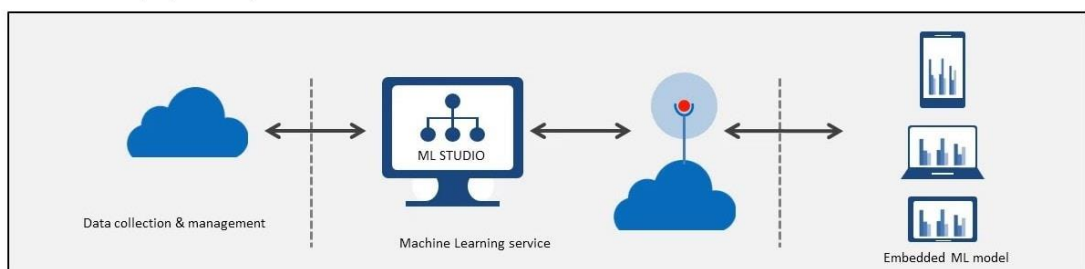 ML STUDIO
Data collection & management
Machine Learning service
Embedded ML model